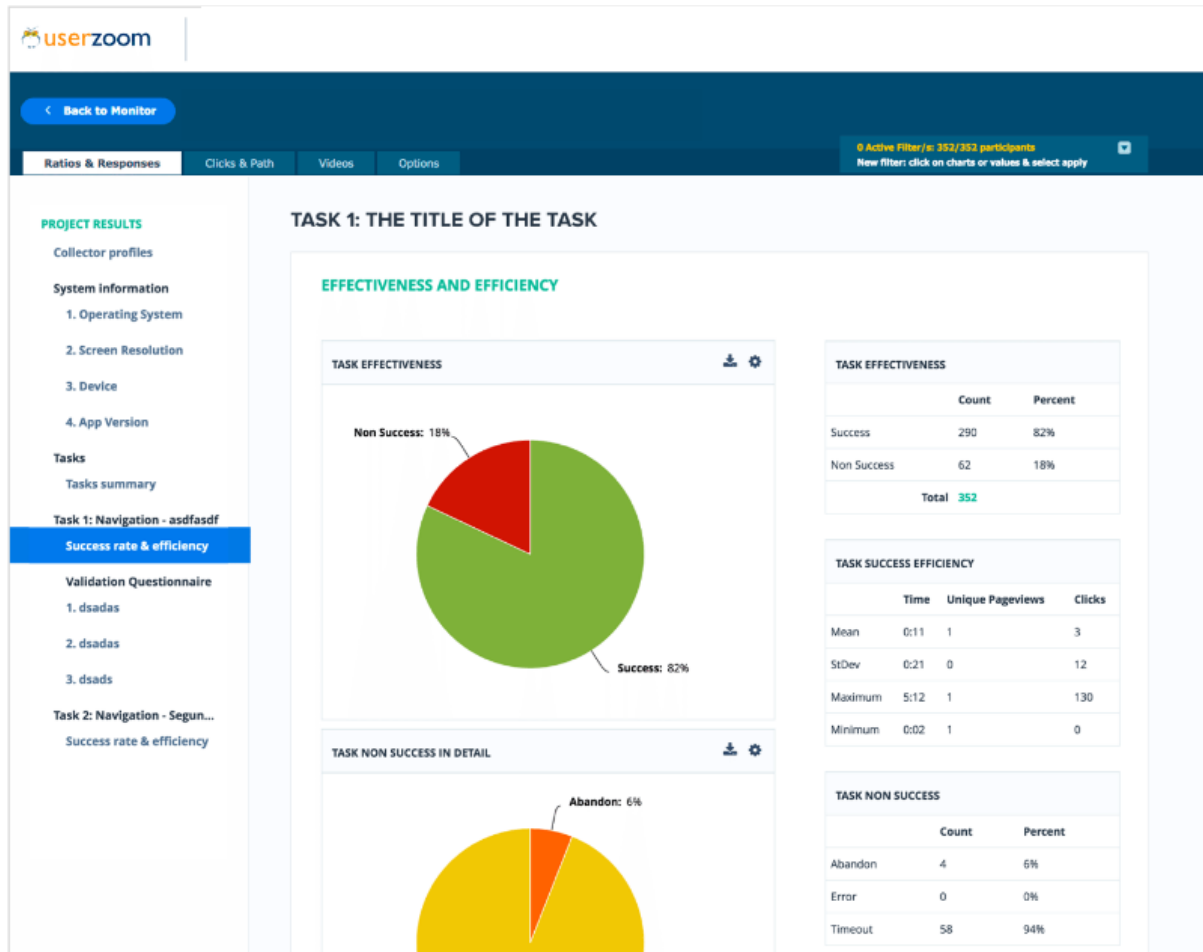 userzoom
Back to Monitor
Ratios & Responses Clicks & Path Videos Options
0 Active Filter/s: 352/352 participants
New filter: click on charts or values & select apply
PROJECT RESULTS
Collector profiles
System information
1. Operating System
2. Screen Resolution
3. Device
4. App Version
Tasks
Tasks summary
Task 1: Navigation - asdfasdf
Success rate & efficiency
Validation Questionnaire
1. dsadas
2. dsadas
3. dsads
Task 2: Navigation - Segun...
Success rate & efficiency
TASK 1: THE TITLE OF THE TASK
EFFECTIVENESS AND EFFICIENCY
TASK EFFECTIVENESS
Non Success: 18%
Success: 82%
TASK NON SUCCESS IN DETAIL
Abandon: 6%
TASK EFFECTIVENESS
Count Percent
Success 290 82%
Non Success 62 18%
Total 352
TASK SUCCESS EFFICIENCY
Time Unique Pageviews Clicks
Mean 0:11 1 3
StDev 0:21 0 12
Maximum 5:12 1 130
Minimum 0:02 1 0
TASK NON SUCCESS
Count Percent
Abandon 4 6%
Error 0 0%
Timeout 58 94%